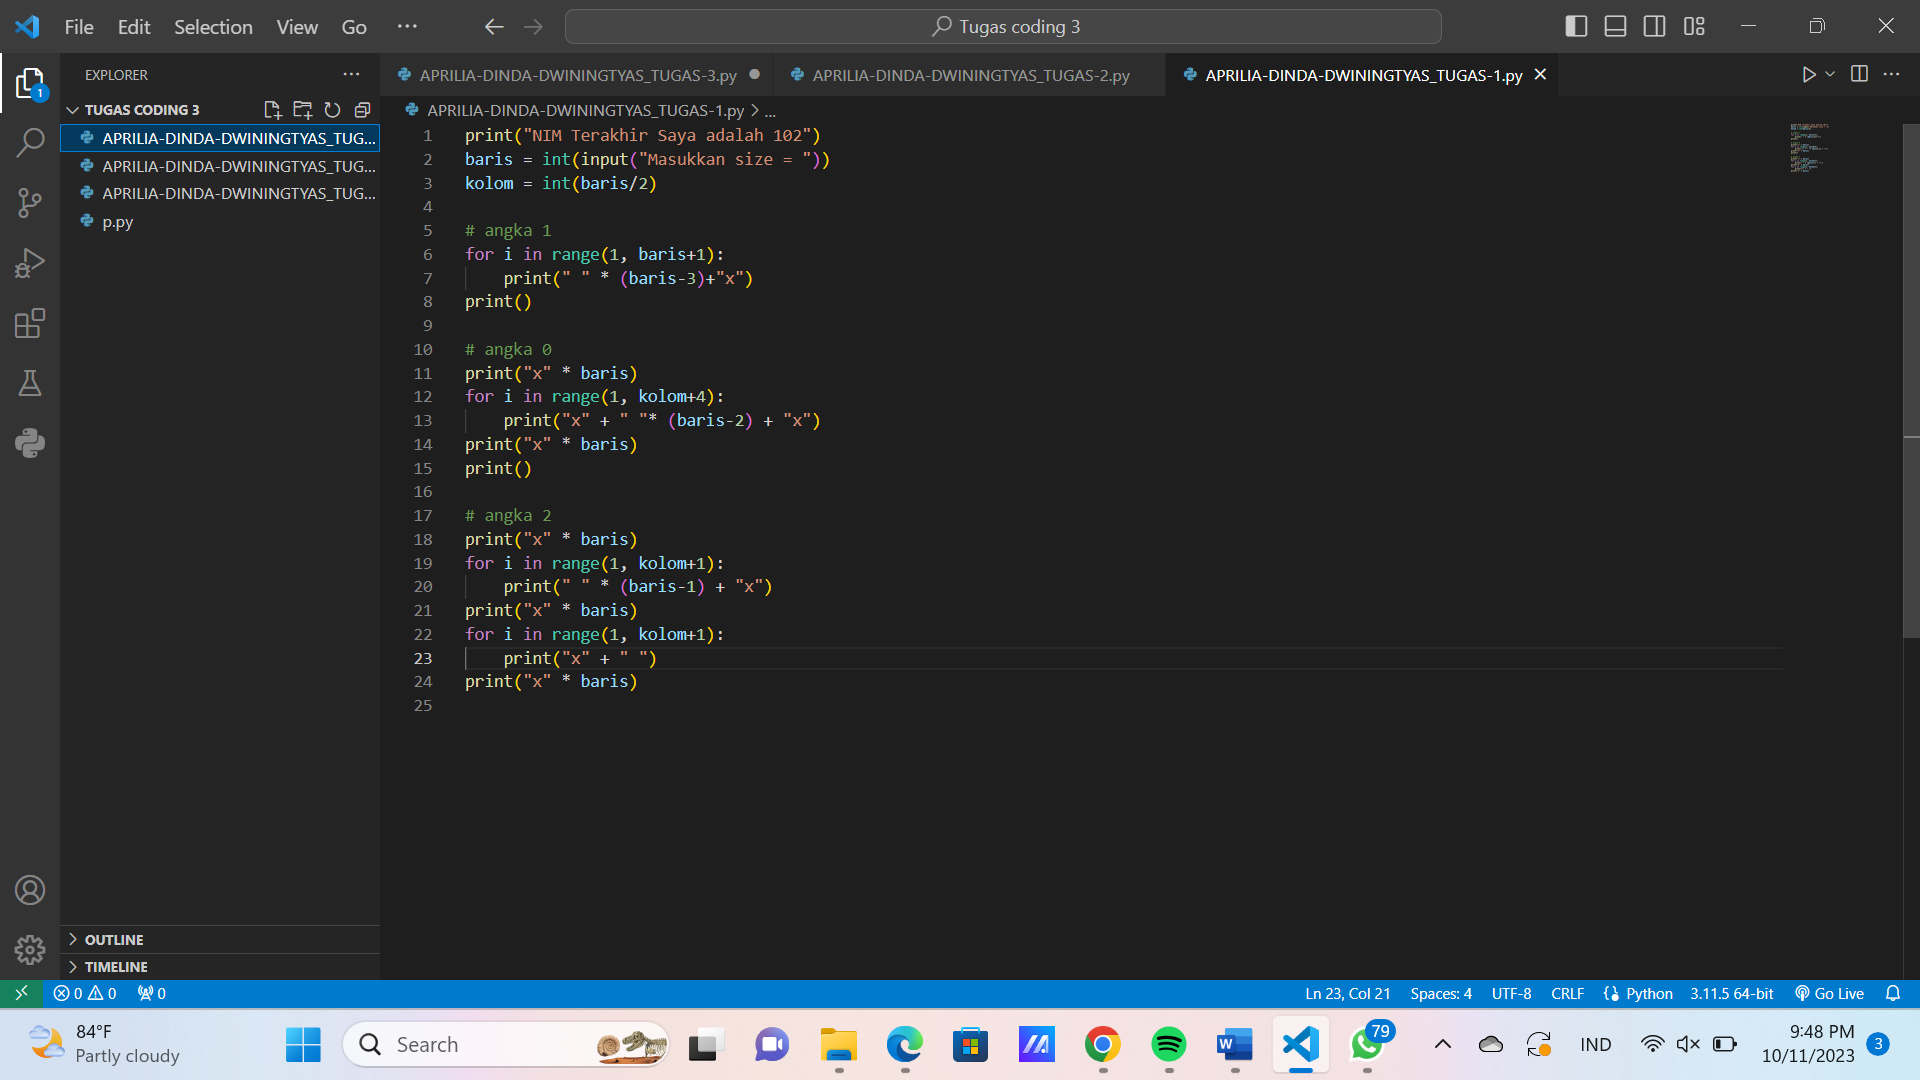 File Edit Selection View Go ··· Tugas coding 3
EXPLORER ···
TUGAS CODING 3
APRILIA-DINDA-DWININGTYAS_TUG...
APRILIA-DINDA-DWININGTYAS_TUG...
APRILIA-DINDA-DWININGTYAS_TUG...
p.py
OUTLINE
TIMELINE
APRILIA-DINDA-DWININGTYAS_TUGAS-3.py APRILIA-DINDA-DWININGTYAS_TUGAS-2.py APRILIA-DINDA-DWININGTYAS_TUGAS-1.py
APRILIA-DINDA-DWININGTYAS_TUGAS-1.py > ...
1 print("NIM Terakhir Saya adalah 102")
2 baris = int(input("Masukkan size = "))
3 kolom = int(baris/2)
4
5 # angka 1
6 for i in range(1, baris+1):
7     print(" " * (baris-3)+"x")
8 print()
9
10 # angka 0
11 print("x" * baris)
12 for i in range(1, kolom+4):
13     print("x" + " "* (baris-2) + "x")
14 print("x" * baris)
15 print()
16
17 # angka 2
18 print("x" * baris)
19 for i in range(1, kolom+1):
20     print(" " * (baris-1) + "x")
21 print("x" * baris)
22 for i in range(1, kolom+1):
23     print("x" + " ")
24 print("x" * baris)
25
0 0 0 Ln 23, Col 21 Spaces: 4 UTF-8 CRLF Python 3.11.5 64-bit Go Live
84°F
Partly cloudy
Search
79
IND
9:48 PM
10/11/2023
3
1